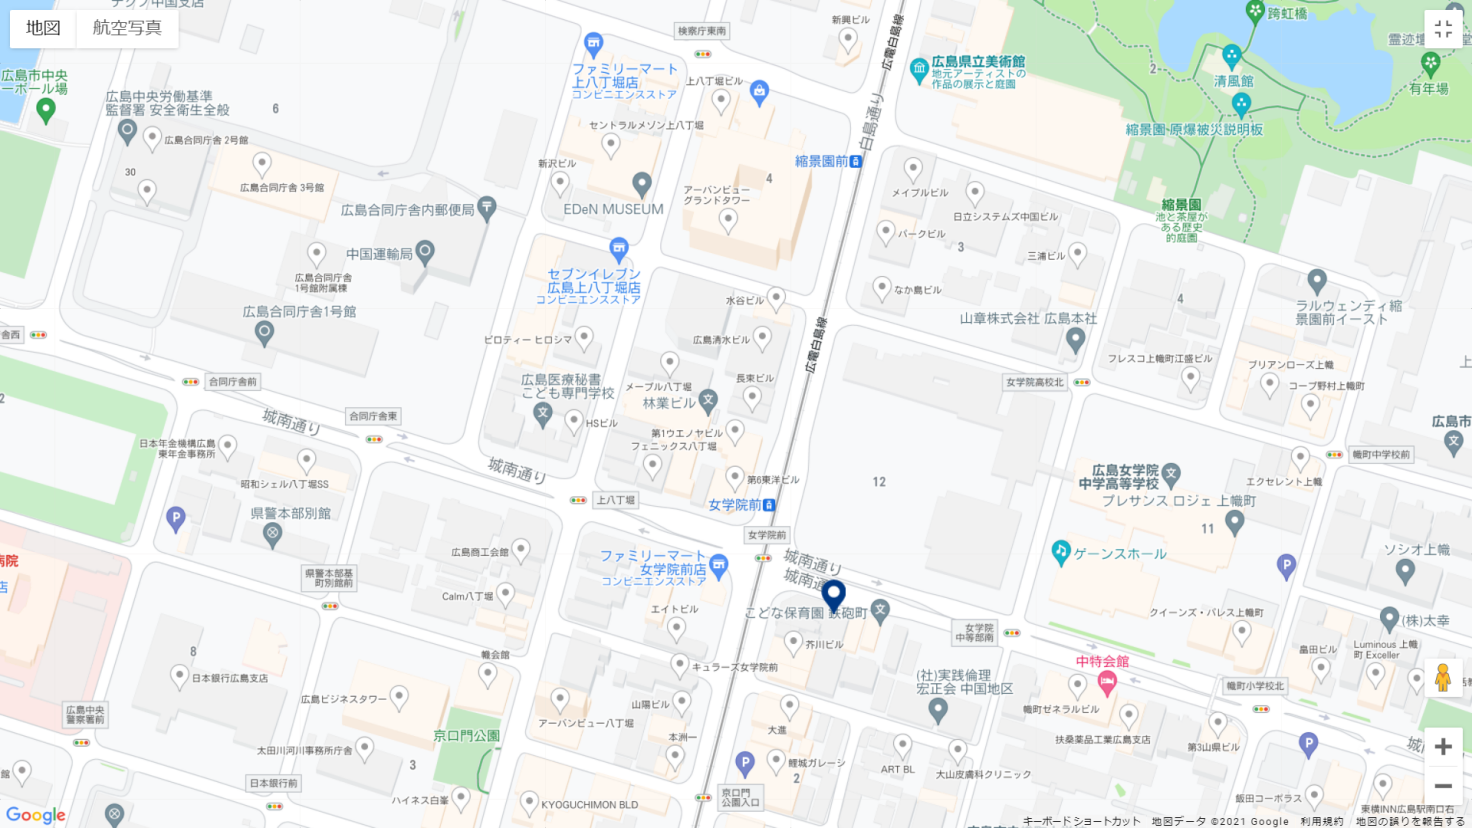 地図
航空写真
テクノ中国支店
検察庁東南
新興ビル
跨虹橋
霊迹壇
堂
広島市中央
ーボール場
ファミリーマート
上八丁堀店
コンビニエンスストア
上八丁堀ビル
広電白島線
広島県立美術館
地元アーティストの
作品の展示と庭園
清風館
2
有年場
広島中央労働基準
監督署 安全衛生全般
6
広島合同庁舎 2号館
セントラルメゾン上八丁堀
白島通り
縮景園 原爆被災説明板
30
広島合同庁舎 3号館
新沢ビル
縮景園前
4
アーバンビュー
グランドタワー
メイプルビル
縮景園
池と茶屋が
ある歴史
的庭園
広島合同庁舎内郵便局
EDeN MUSEUM
日立システムズ中国ビル
パークビル
3
中国運輸局
三浦ビル
広島合同庁舎
1号館附属棟
セブンイレブン
広島上八丁堀店
コンビニエンスストア
なか島ビル
4
水谷ビル
広島合同庁舎1号館
山章株式会社 広島本社
ラルウェンディ縮
景園前イースト
舎西
ピロティー ヒロシマ
広島清水ビル
広電白島線
フレスコ上幟町江盛ビル
ブリアンローズ上幟
上
合同庁舎前
広島医療秘書
こども専門学校
メープル八丁堀
長束ビル
女学院高校北
コープ野村上幟町
2
林業ビル
城南通り
合同庁舎東
HSビル
第1ウエノヤビル
フェニックス八丁堀
広島市
日本年金機構広島
東年金事務所
幟町中学校前
城南通り
昭和シェル八丁堀SS
第6東洋ビル
12
広島女学院
中学高等学校
エクセレント上幟
上八丁堀
女学院前
プレサンス ロジェ 上幟町
県警本部別館
女学院前
11
広島商工会館
ファミリーマート
女学院前店
コンビニエンスストア
城南通り
城南通
ゲーンスホール
ソシオ上幟
病院
店
県警本部基
町別館前
Calm八丁堀
エイトビル
こどな保育園 鉄砲町
クイーンズ・パレス上幟町
(株)太幸
女学院
中等部南
芥川ビル
Luminous 上幟
町 Exceller
畠田ビル
8
幟会館
キュラーズ女学院前
中特会館
日本銀行広島支店
(社)実践倫理
宏正会 中国地区
幟町小学校北
広島ビジネスタワー
山陽ビル
幟町ゼネラルビル
広島中央
警察署前
アーバンビュー八丁堀
大進
扶桑薬品工業広島支店
京口門公園
本洲一
第3山県ビル
城
太田川河川事務所庁舎
3
鯉城ガレージ
2
ART BL
大山皮膚科クリニック
館
日本銀行前
ハイネス白峯
KYOGUCHIMON BLD
京口門
公園入口
飯田コーポラス
東横INN広島駅南口右
Google
キーボード ショートカット
地図データ ©2021 Google
利用規約
地図の誤りを報告する